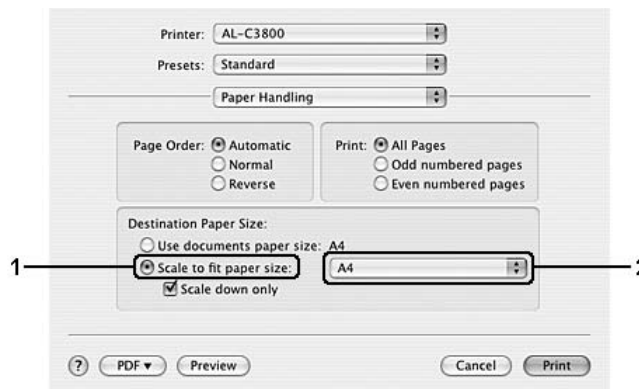 Printer: AL-C3800
Presets: Standard
Paper Handling
Page Order: Automatic
Normal
Reverse
Print: All Pages
Odd numbered pages
Even numbered pages
Destination Paper Size:
Use documents paper size: A4
1 Scale to fit paper size: A4 2
Scale down only
? PDF▼ Preview Cancel Print